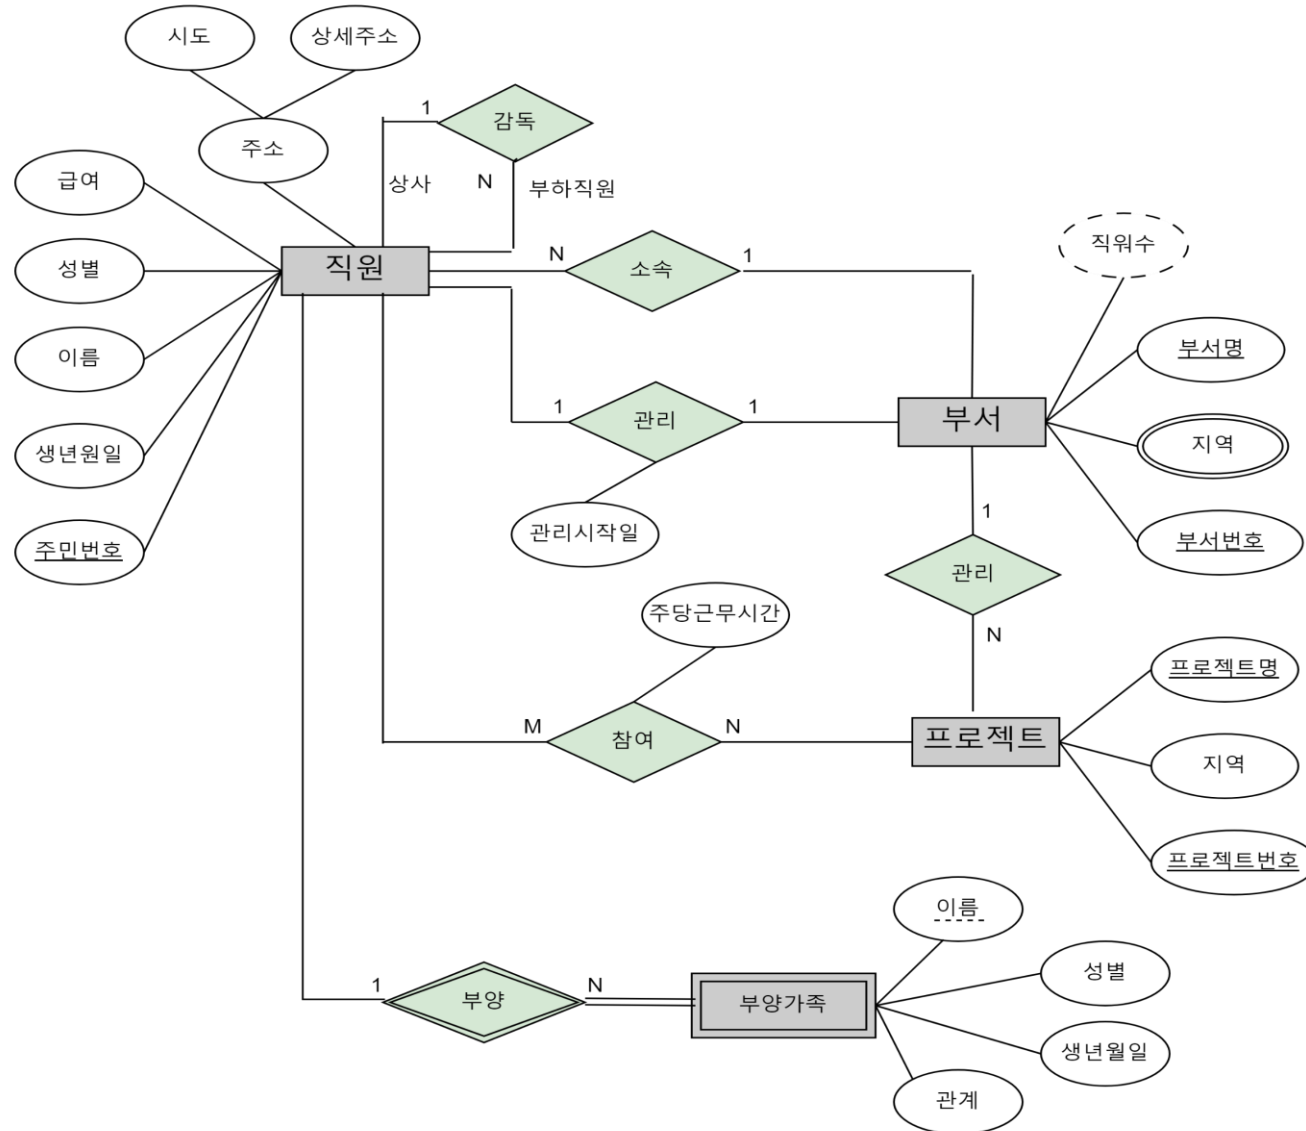 시도
상세주소
1
감독
주소
급여
상사
N
부하직원
직워수
직원
N
소속
1
성별
부서명
이름
1
관리
1
부서
지역
생년원일
관리시작일
1
부서번호
주민번호
관리
주당근무시간
N
프로젝트명
M
참여
N
프로젝트
지역
프로젝트번호
이름
1
부양
N
부양가족
성별
생년월일
관계